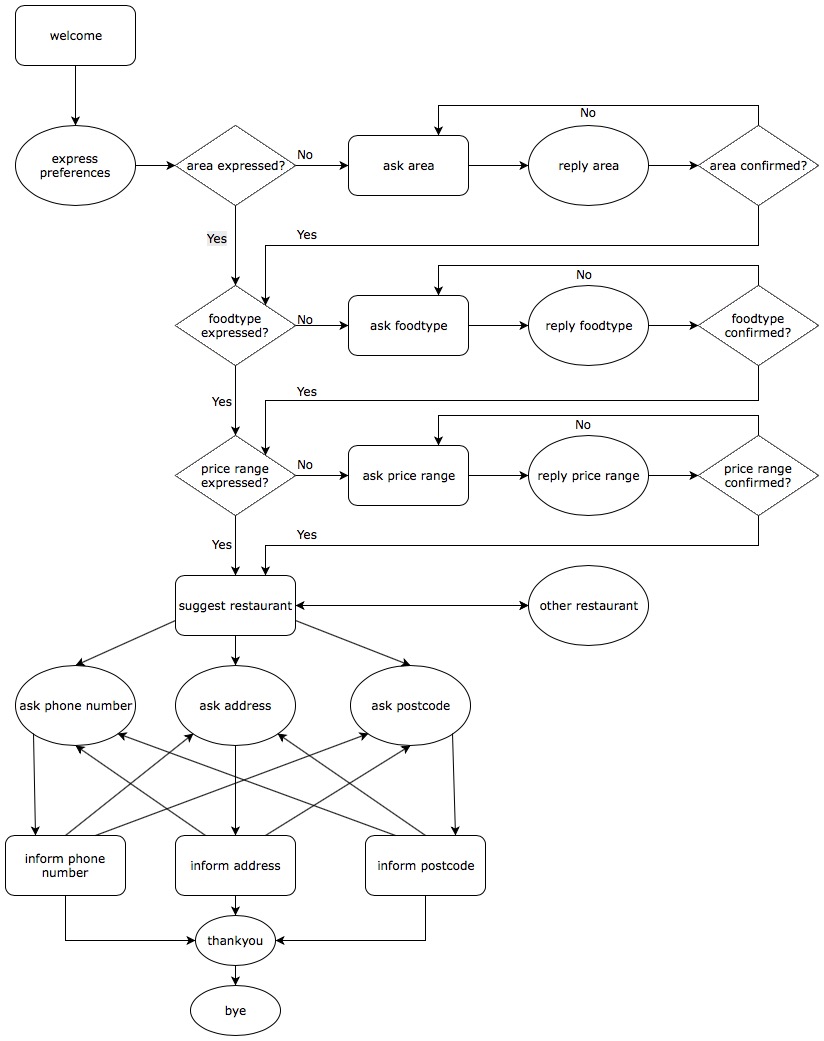 welcome
express
preferences
area expressed?
No
ask area
reply area
area confirmed?
No
Yes
Yes
foodtype
expressed?
No
ask foodtype
reply foodtype
foodtype
confirmed?
No
Yes
Yes
price range
expressed?
No
ask price range
reply price range
price range
confirmed?
No
Yes
Yes
suggest restaurant
other restaurant
ask phone number
ask address
ask postcode
inform phone
number
inform address
inform postcode
thankyou
bye